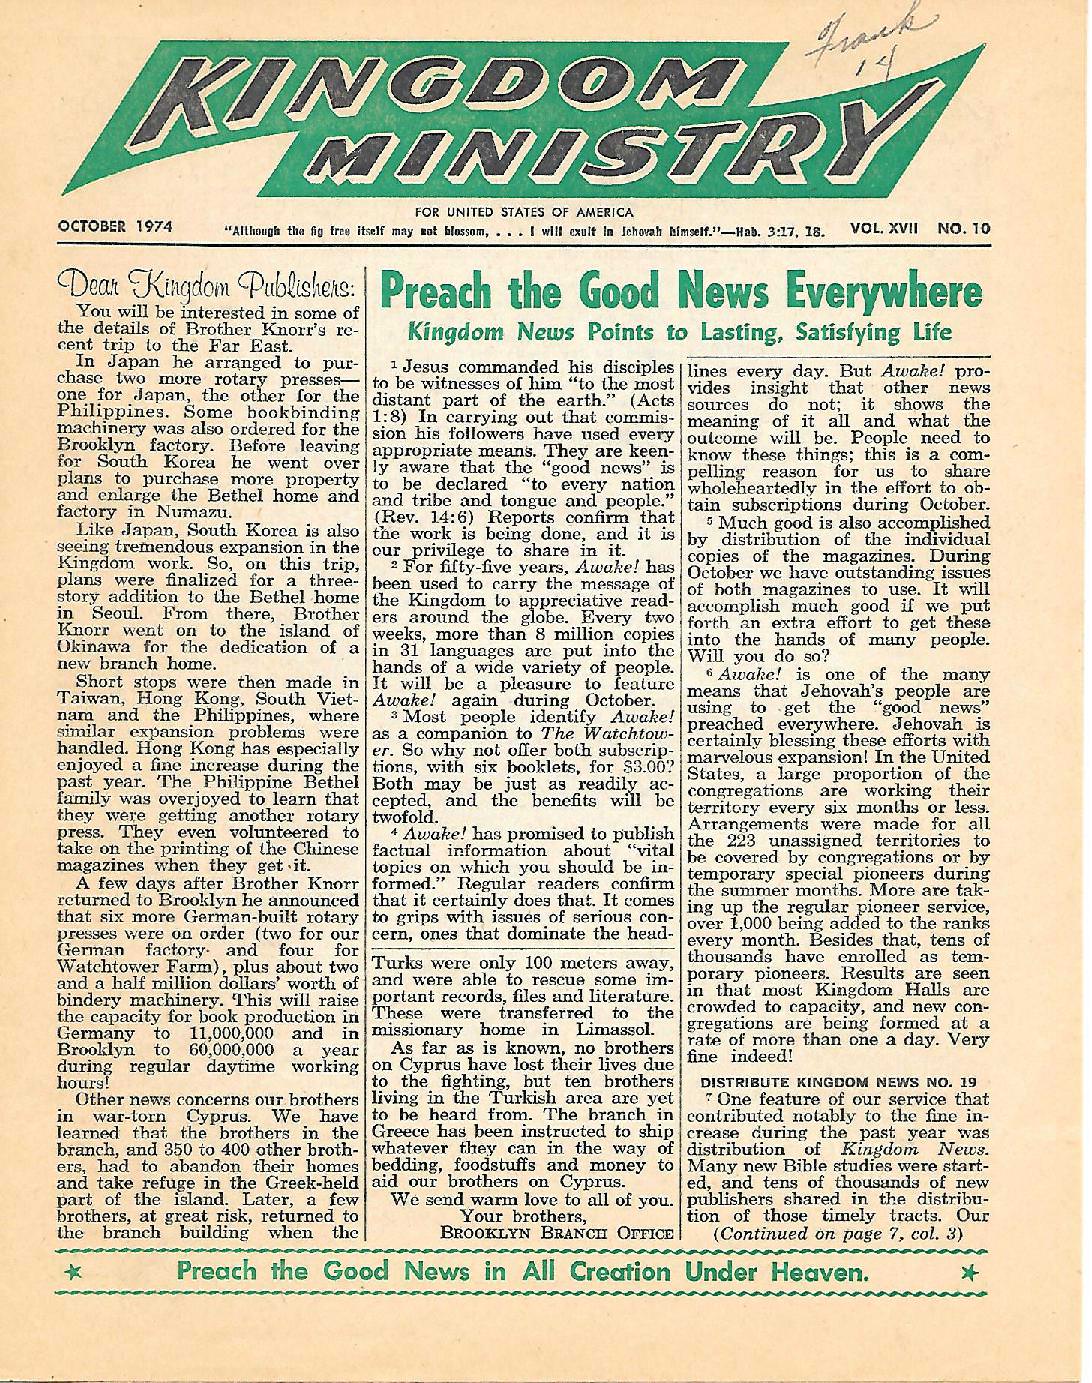 Frank
14
KINGDOM
MINISTRY
FOR UNITED STATES OF AMERICA
OCTOBER 1974
"Although the fig tree itself may not blossom, . . . I will exult in Jehovah himself."—Hab. 3:17, 18.
VOL. XVII NO. 10
Dear Kingdom Publishers:
You will be interested in some of
the details of Brother Knorr's re-
cent trip to the Far East.
In Japan he arranged to pur-
chase two more rotary presses—
one for Japan, the other for the
Philippines. Some bookbinding
machinery was also ordered for the
Brooklyn factory. Before leaving
for South Korea he went over
plans to purchase more property
and enlarge the Bethel home and
factory in Numazu.
Like Japan, South Korea is also
seeing tremendous expansion in the
Kingdom work. So, on this trip,
plans were finalized for a three-
story addition to the Bethel home
in Seoul. From there, Brother
Knorr went on to the island of
Okinawa for the dedication of a
new branch home.
Short stops were then made in
Taiwan, Hong Kong, South Viet-
nam and the Philippines, where
similar expansion problems were
handled. Hong Kong has especially
enjoyed a fine increase during the
past year. The Philippine Bethel
family was overjoyed to learn that
they were getting another rotary
press. They even volunteered to
take on the printing of the Chinese
magazines when they get it.
A few days after Brother Knorr
returned to Brooklyn he announced
that six more German-built rotary
presses were on order (two for our
German factory and four for
Watchtower Farm), plus about two
and a half million dollars' worth of
bindery machinery. This will raise
the capacity for book production in
Germany to 11,000,000 and in
Brooklyn to 60,000,000 a year
during regular daytime working
hours!
Other news concerns our brothers
in war-torn Cyprus. We have
learned that the brothers in the
branch, and 350 to 400 other broth-
ers, had to abandon their homes
and take refuge in the Greek-held
part of the island. Later, a few
brothers, at great risk, returned to
the branch building when the
Turks were only 100 meters away,
and were able to rescue some im-
portant records, files and literature.
These were transferred to the
missionary home in Limassol.
As far as is known, no brothers
on Cyprus have lost their lives due
to the fighting, but ten brothers
living in the Turkish area are yet
to be heard from. The branch in
Greece has been instructed to ship
whatever they can in the way of
bedding, foodstuffs and money to
aid our brothers on Cyprus.
We send warm love to all of you.
Your brothers,
BROOKLYN BRANCH OFFICE
Preach the Good News Everywhere
Kingdom News Points to Lasting, Satisfying Life
1 Jesus commanded his disciples
to be witnesses of him "to the most
distant part of the earth." (Acts
1:8) In carrying out that commis-
sion his followers have used every
appropriate means. They are keen-
ly aware that the "good news" is
to be declared "to every nation
and tribe and tongue and people."
(Rev. 14:6) Reports confirm that
the work is being done, and it is
our privilege to share in it.
2 For fifty-five years, Awake! has
been used to carry the message of
the Kingdom to appreciative read-
ers around the globe. Every two
weeks, more than 8 million copies
in 31 languages are put into the
hands of a wide variety of people.
It will be a pleasure to feature
Awake! again during October.
3 Most people identify Awake!
as a companion to The Watchtow-
er. So why not offer both subscrip-
tions, with six booklets, for $3.00?
Both may be just as readily ac-
cepted, and the benefits will be
twofold.
4 Awake! has promised to publish
factual information about "vital
topics on which you should be in-
formed." Regular readers confirm
that it certainly does that. It comes
to grips with issues of serious con-
cern, ones that dominate the head-
lines every day. But Awake! pro-
vides insight that other news
sources do not; it shows the
meaning of it all and what the
outcome will be. People need to
know these things; this is a com-
pelling reason for us to share
wholeheartedly in the effort to ob-
tain subscriptions during October.
5 Much good is also accomplished
by distribution of the individual
copies of the magazines. During
October we have outstanding issues
of both magazines to use. It will
accomplish much good if we put
forth an extra effort to get these
into the hands of many people.
Will you do so?
6 Awake! is one of the many
means that Jehovah's people are
using to get the "good news"
preached everywhere. Jehovah is
certainly blessing these efforts with
marvelous expansion! In the United
States, a large proportion of the
congregations are working their
territory every six months or less.
Arrangements were made for all
the 223 unassigned territories to
be covered by congregations or by
temporary special pioneers during
the summer months. More are tak-
ing up the regular pioneer service,
over 1,000 being added to the ranks
every month. Besides that, tens of
thousands have enrolled as tem-
porary pioneers. Results are seen
in that most Kingdom Halls are
crowded to capacity, and new con-
gregations are being formed at a
rate of more than one a day. Very
fine indeed!
DISTRIBUTE KINGDOM NEWS NO. 19
7 One feature of our service that
contributed notably to the fine in-
crease during the past year was
distribution of Kingdom News.
Many new Bible studies were start-
ed, and tens of thousands of new
publishers shared in the distribu-
tion of those timely tracts. Our
(Continued on page 7, col. 3)
Preach the Good News in All Creation Under Heaven.